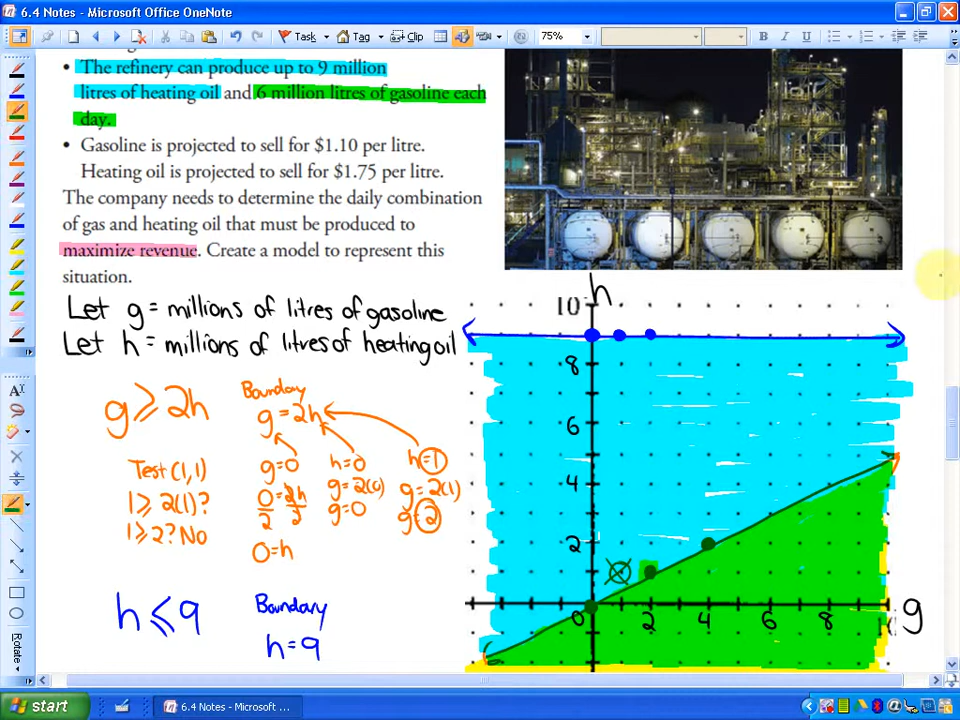 6.4 Notes - Microsoft Office OneNote
Task
Tag
Clip
75%
B I U
The refinery can produce up to 9 million
litres of heating oil and 6 million litres of gasoline each
day.
Gasoline is projected to sell for $1.10 per litre.
Heating oil is projected to sell for $1.75 per litre.
The company needs to determine the daily combination
of gas and heating oil that must be produced to
maximize revenue. Create a model to represent this
situation.
Let g = millions of litres of gasoline
Let h = millions of litres of heating oil
g ≥ 2h
Test (1,1)
1 ≥ 2(1)?
1 ≥ 2? No
Boundary
g = 2h
g=0
0 = 2h
2 2
0=h
h=0
g=2(0)
g=0
h=1
g=2(1)
g=2
h ≤ 9
Boundary
h=9
h
10
8
6
4
2
0 2 4 6 8
g
A
Rotate
start
6.4 Notes - Microsoft ...